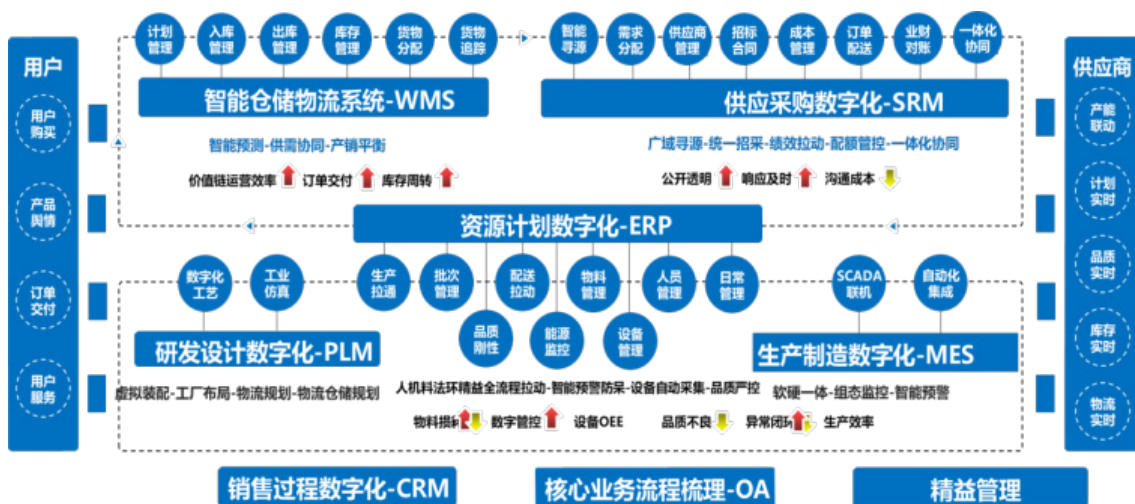 计划
管理
入库
管理
出库
管理
库存
管理
货物
分配
货物
追踪
智能
寻源
需求
分配
供应商
管理
招标
合同
成本
管理
订单
配送
业财
对账
一体化
协同
用户
用户
购买
产品
舆情
订单
交付
用户
服务
智能仓储物流系统-WMS
供应采购数字化-SRM
智能预测-供需协同-产销平衡
广域寻源-统一招采-绩效拉动-配额管控-一体化协同
价值链运营效率 订单交付 库存周转
公开透明 响应及时 沟通成本
供应商
产能
联动
计划
实时
品质
实时
库存
实时
物流
实时
资源计划数字化-ERP
数字化
工艺
工业
仿真
生产
拉通
批次
管理
配送
拉动
物料
管理
人员
管理
日常
管理
SCADA
联机
自动化
集成
品质
刚性
能源
监控
设备
管理
研发设计数字化-PLM
生产制造数字化-MES
虚拟装配-工厂布局-物流规划-物流仓储规划
人机料法环精益全流程拉动-智能预警防呆-设备自动采集-品质严控
软硬一体-组态监控-智能预警
物料损 数字管控 设备OEE 品质不良 异常闭 生产效率
销售过程数字化-CRM
核心业务流程梳理-OA
精益管理